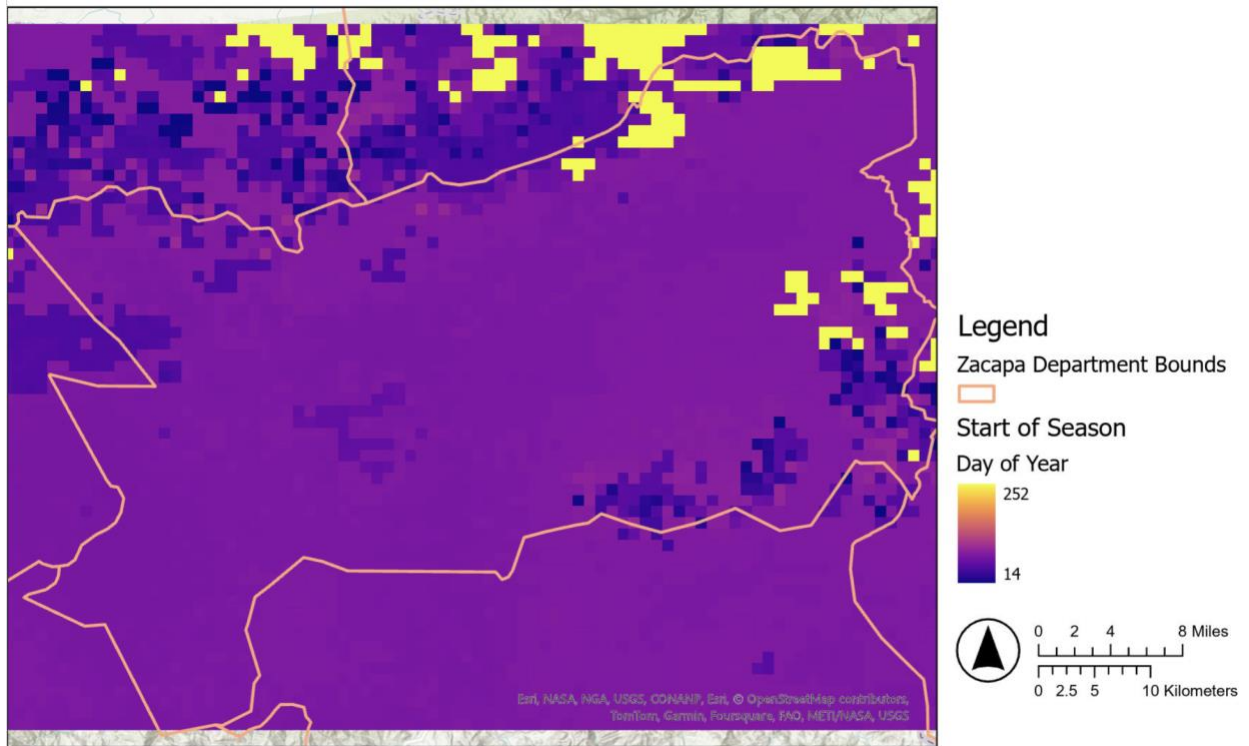 Legend
Zacapa Department Bounds
Start of Season
Day of Year
252
14
0 2 4 8 Miles
0 2.5 5 10 Kilometers
Esri, NASA, NGA, USGS, CONANP, Esri, © OpenStreetMap contributors,
TomTom, Garmin, Foursquare, FAO, METI/NASA, USGS